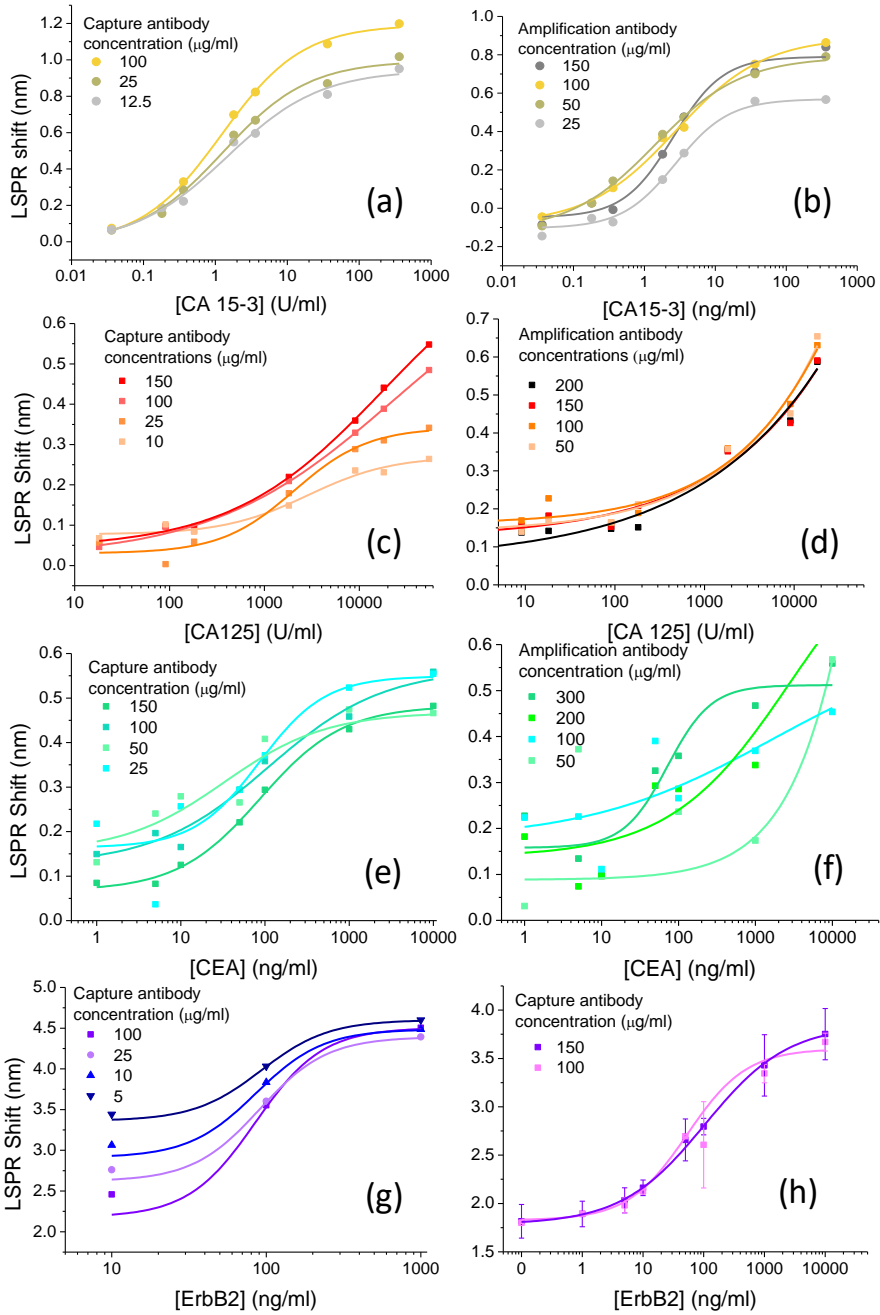 Capture antibody
concentration (μg/ml)
100
25
12.5
1.2
1.0
0.8
0.6
0.4
0.2
0.0
LSPR shift (nm)
(a)
0.01 0.1 1 10 100 1000
[CA 15-3] (U/ml)
Amplification antibody
concentration (μg/ml)
150
100
50
25
1.0
0.8
0.6
0.4
0.2
0.0
-0.2
(b)
0.01 0.1 1 10 100 1000
[CA15-3] (ng/ml)
Capture antibody
concentrations (μg/ml)
150
100
25
10
0.6
0.5
0.4
0.3
0.2
0.1
0.0
LSPR Shift (nm)
(c)
10 100 1000 10000
[CA125] (U/ml)
Amplification antibody
concentrations (μg/ml)
200
150
100
50
0.7
0.6
0.5
0.4
0.3
0.2
0.1
0.0
(d)
10 100 1000 10000
[CA 125] (U/ml)
Capture antibody
concentration (μg/ml)
150
100
50
25
0.6
0.5
0.4
0.3
0.2
0.1
0.0
LSPR Shift (nm)
(e)
1 10 100 1000 10000
[CEA] (ng/ml)
Amplification antibody
concentration (μg/ml)
300
200
100
50
0.6
0.5
0.4
0.3
0.2
0.1
0.0
(f)
1 10 100 1000 10000
[CEA] (ng/ml)
Capture antibody
concentration (μg/ml)
100
25
10
5
5.0
4.5
4.0
3.5
3.0
2.5
2.0
LSPR Shift (nm)
(g)
10 100 1000
[ErbB2] (ng/ml)
Capture antibody
concentration (μg/ml)
150
100
4.0
3.5
3.0
2.5
2.0
1.5
(h)
0 1 10 100 1000 10000
[ErbB2] (ng/ml)